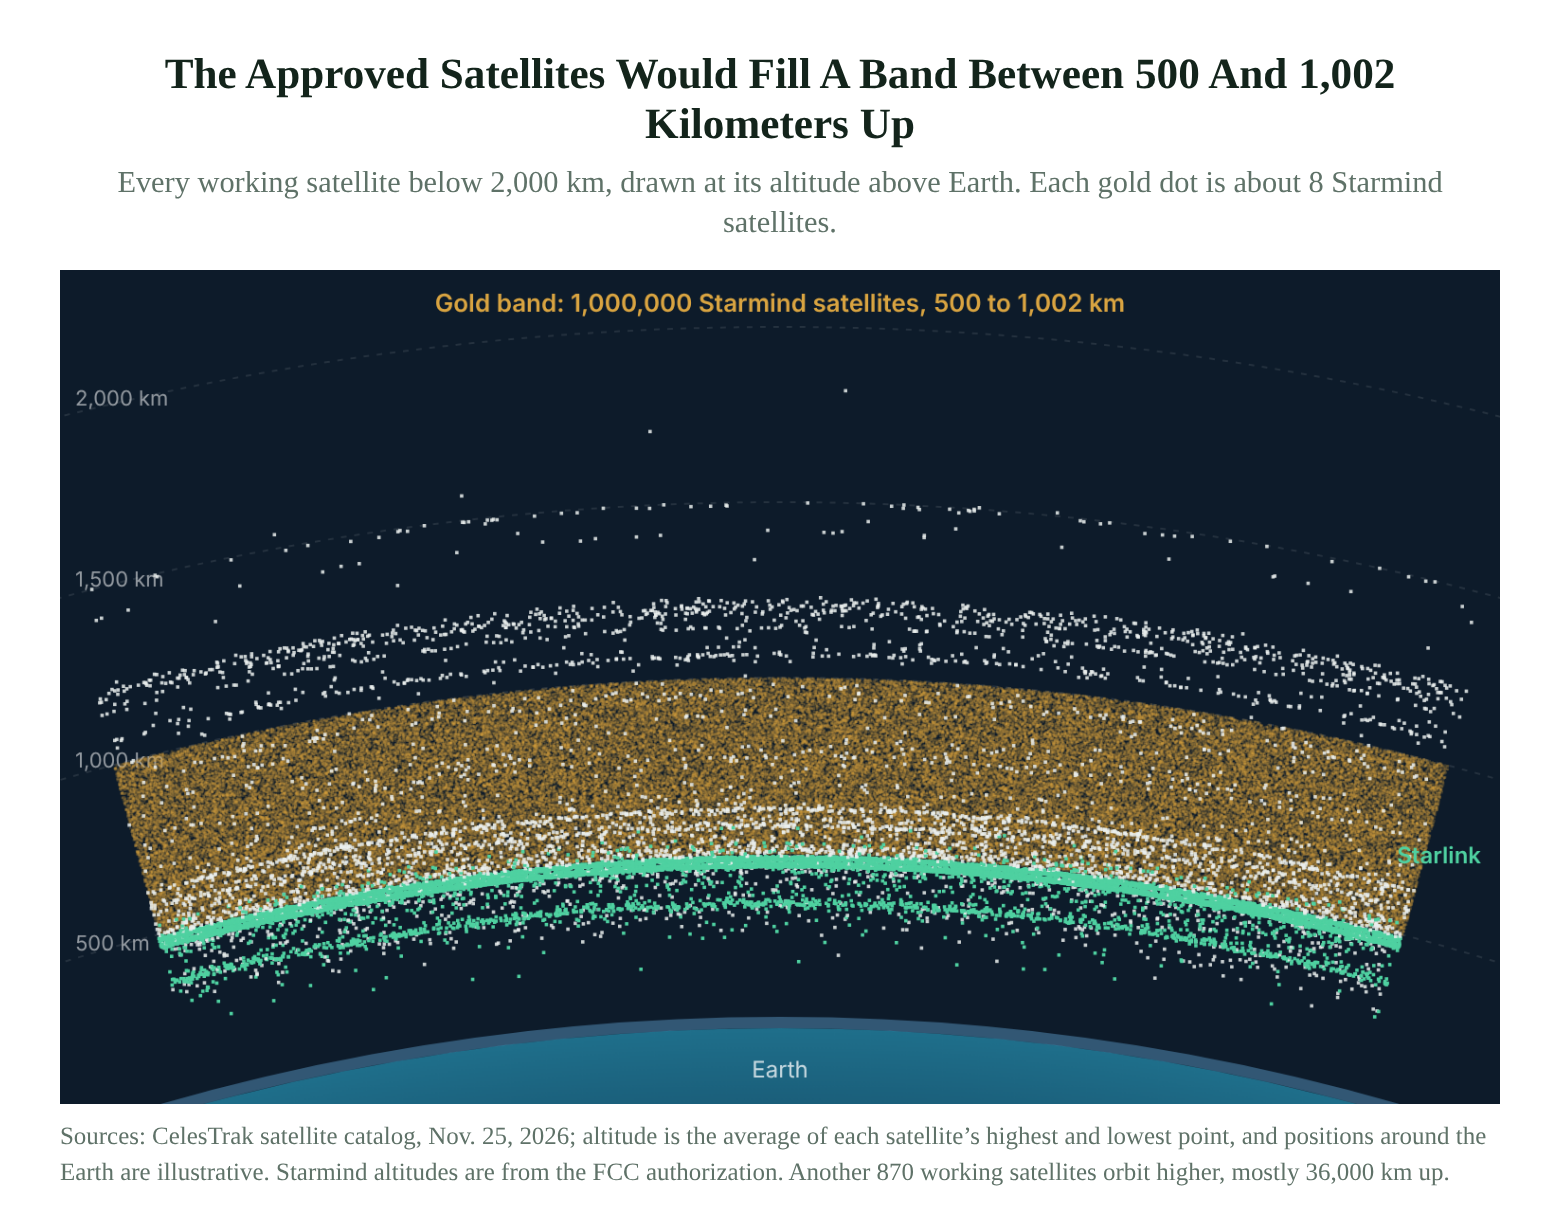 The Approved Satellites Would Fill A Band Between 500 And 1,002
Kilometers Up
Every working satellite below 2,000 km, drawn at its altitude above Earth. Each gold dot is about 8 Starmind
satellites.
Gold band: 1,000,000 Starmind satellites, 500 to 1,002 km
2,000 km
1,500 km
1,000 km
Starlink
500 km
Earth
Sources: CelesTrak satellite catalog, Nov. 25, 2026; altitude is the average of each satellite’s highest and lowest point, and positions around the
Earth are illustrative. Starmind altitudes are from the FCC authorization. Another 870 working satellites orbit higher, mostly 36,000 km up.